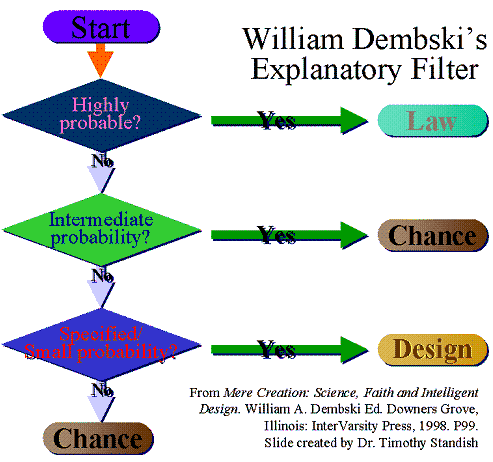 Start
William Dembski's
Explanatory Filter
Highly
probable?
Yes
Law
No
Intermediate
probability?
Yes
Chance
No
Specified/
Small probability?
Yes
Design
No
Chance
From Mere Creation: Science, Faith and Intelligent
Design. William A. Dembski Ed. Downers Grove,
Illinois: InterVarsity Press, 1998. P99.
Slide created by Dr. Timothy Standish